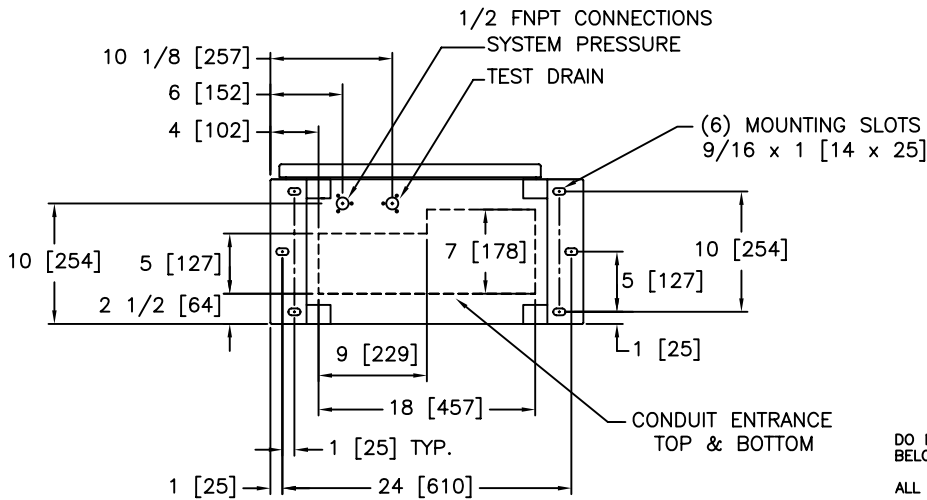 1/2 FNPT CONNECTIONS
SYSTEM PRESSURE
TEST DRAIN
10 1/8 [257]
6 [152]
4 [102]
(6) MOUNTING SLOTS
9/16 x 1 [14 x 25]
10 [254]
5 [127]
2 1/2 [64]
7 [178]
10 [254]
5 [127]
1 [25]
9 [229]
18 [457]
CONDUIT ENTRANCE
TOP & BOTTOM
1 [25] TYP.
1 [25]
24 [610]
DO
ALL